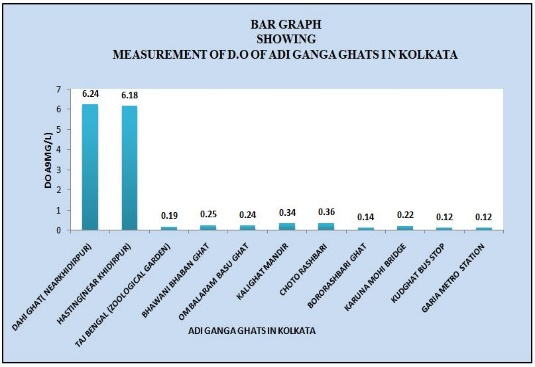 BAR GRAPH
SHOWING
MEASUREMENT OF D.O OF ADI GANGA GHATS IN KOLKATA
DOA9MG/L)
7
6
5
4
3
2
1
0
6.24
6.18
0.19
0.25
0.24
0.34
0.36
0.14
0.22
0.12
0.12
DAHI GHAT( NEARKHIDIRPUR)
HASTING(NEAR KHIDIRPUR)
TAJ BENGAL (ZOOLOGICAL GARDEN)
BHAWANI BHABAN GHAT
OM BALARAM BASU GHAT
KALIGHAT MANDIR
CHOTO RASHBARI
BORORASHBARI GHAT
KARUNA MOHI BRIDGE
KUDGHAT BUS STOP
GARIA METRO STATION
ADI GANGA GHATS IN KOLKATA